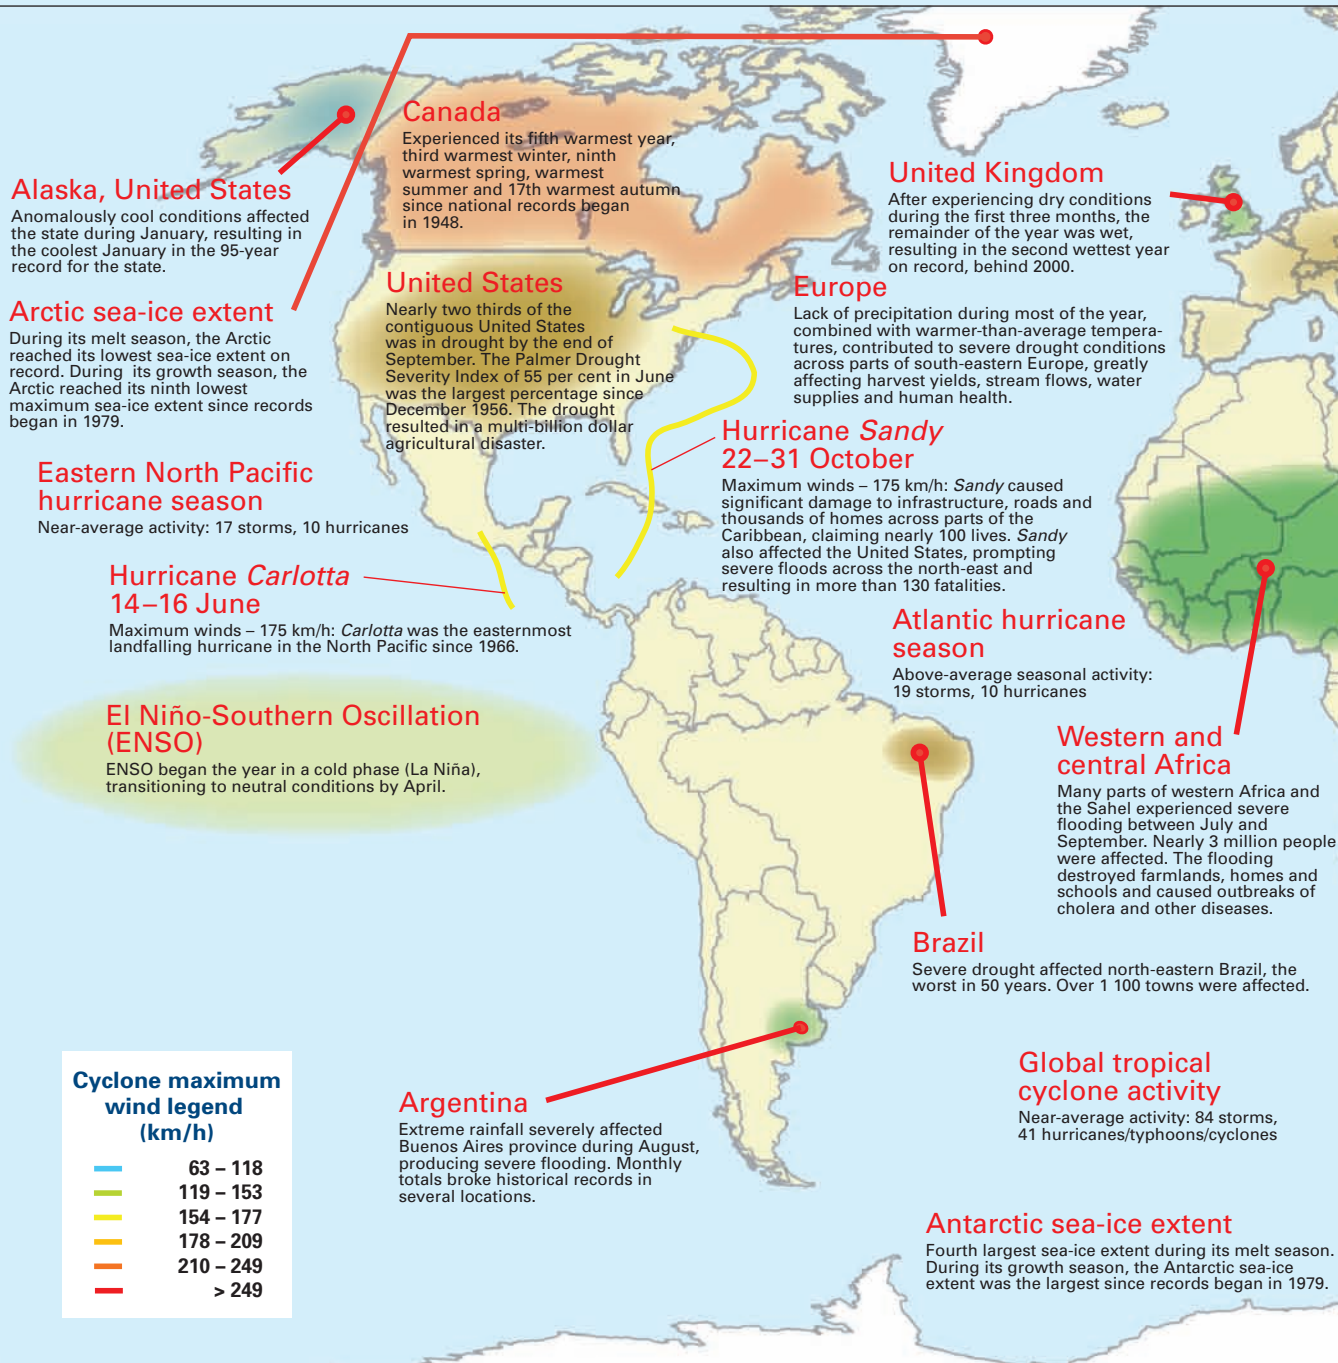 Canada
Experienced its fifth warmest year,
third warmest winter, ninth
warmest spring, warmest
summer and 17th warmest autumn
since national records began
in 1948.
Alaska, United States
Anomalously cool conditions affected
the state during January, resulting in
the coolest January in the 95-year
record for the state.
United Kingdom
After experiencing dry conditions
during the first three months, the
remainder of the year was wet,
resulting in the second wettest year
on record, behind 2000.
Arctic sea-ice extent
During its melt season, the Arctic
reached its lowest sea-ice extent on
record. During its growth season, the
Arctic reached its ninth lowest
maximum sea-ice extent since records
began in 1979.
United States
Nearly two thirds of the
contiguous United States
was in drought by the end of
September. The Palmer Drought
Severity Index of 55 per cent in June
was the largest percentage since
December 1956. The drought
resulted in a multi-billion dollar
agricultural disaster.
Europe
Lack of precipitation during most of the year,
combined with warmer-than-average tempera-
tures, contributed to severe drought conditions
across parts of south-eastern Europe, greatly
affecting harvest yields, stream flows, water
supplies and human health.
Hurricane Sandy
22–31 October
Maximum winds – 175 km/h: Sandy caused
significant damage to infrastructure, roads and
thousands of homes across parts of the
Caribbean, claiming nearly 100 lives. Sandy
also affected the United States, prompting
severe floods across the north-east and
resulting in more than 130 fatalities.
Eastern North Pacific
hurricane season
Near-average activity: 17 storms, 10 hurricanes
Hurricane Carlotta
14–16 June
Maximum winds – 175 km/h: Carlotta was the easternmost
landfalling hurricane in the North Pacific since 1966.
Atlantic hurricane
season
Above-average seasonal activity:
19 storms, 10 hurricanes
El Niño-Southern Oscillation
(ENSO)
ENSO began the year in a cold phase (La Niña),
transitioning to neutral conditions by April.
Western and
central Africa
Many parts of western Africa and
the Sahel experienced severe
flooding between July and
September. Nearly 3 million people
were affected. The flooding
destroyed farmlands, homes and
schools and caused outbreaks of
cholera and other diseases.
Brazil
Severe drought affected north-eastern Brazil, the
worst in 50 years. Over 1 100 towns were affected.
Cyclone maximum
wind legend
(km/h)
63 – 118
119 – 153
154 – 177
178 – 209
210 – 249
> 249
Argentina
Extreme rainfall severely affected
Buenos Aires province during August,
producing severe flooding. Monthly
totals broke historical records in
several locations.
Global tropical
cyclone activity
Near-average activity: 84 storms,
41 hurricanes/typhoons/cyclones
Antarctic sea-ice extent
Fourth largest sea-ice extent during its melt season.
During its growth season, the Antarctic sea-ice
extent was the largest since records began in 1979.